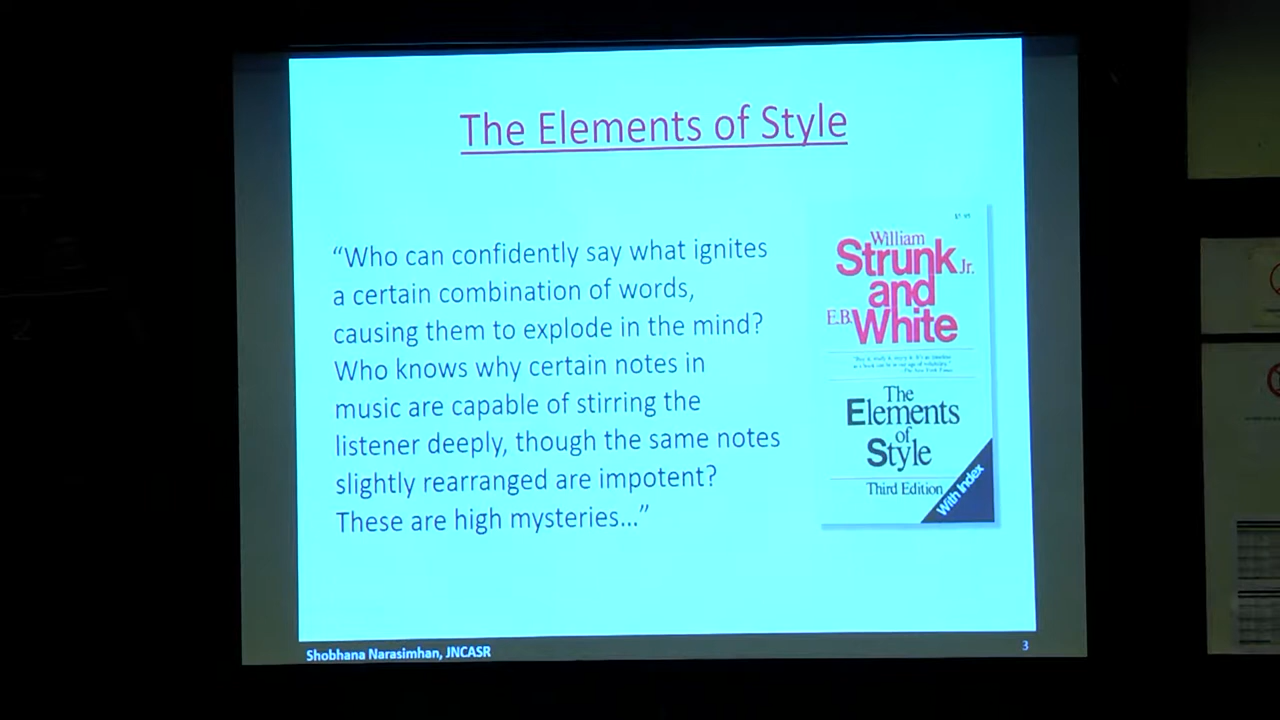 The Elements of Style
“Who can confidently say what ignites
a certain combination of words,
causing them to explode in the mind?
Who knows why certain notes in
music are capable of stirring the
listener deeply, though the same notes
slightly rearranged are impotent?
These are high mysteries...”
William
Strunk Jr.
and
E.B. White
The
Elements
of
Style
Third Edition
With Index
Shobhana Narasimhan, JNCASR
3